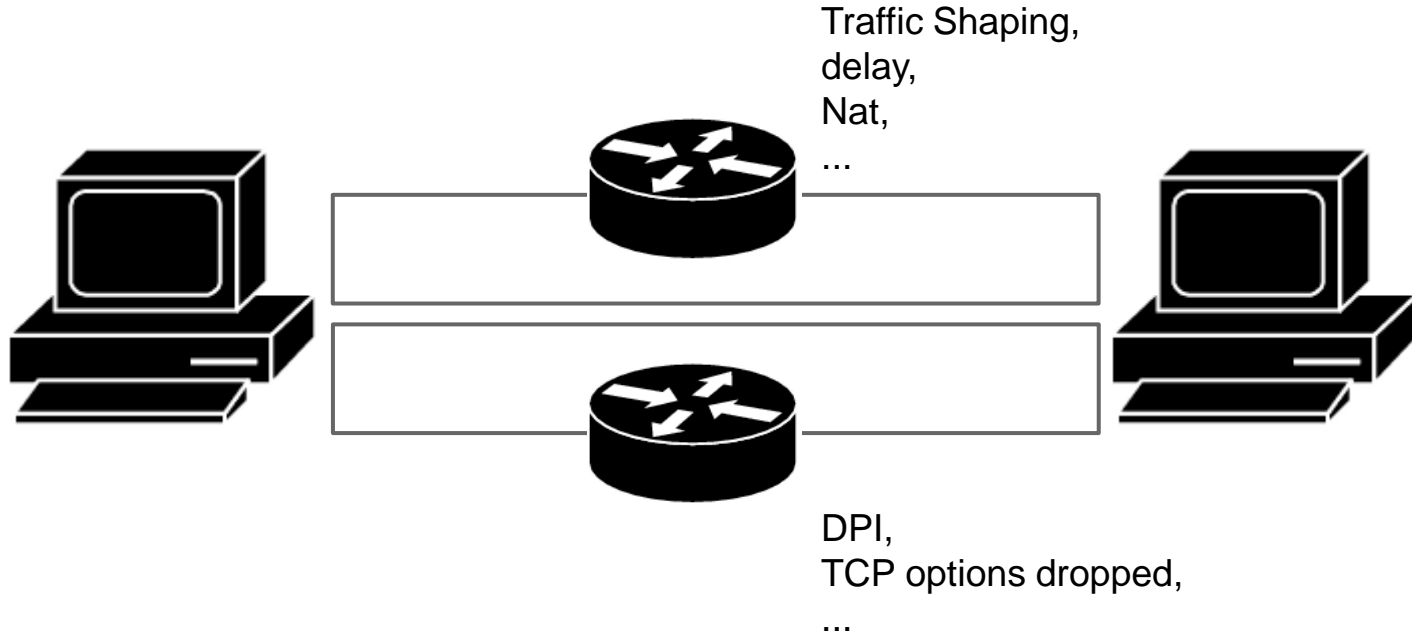 Traffic Shaping,
delay,
Nat,
...
DPI,
TCP options dropped,
...